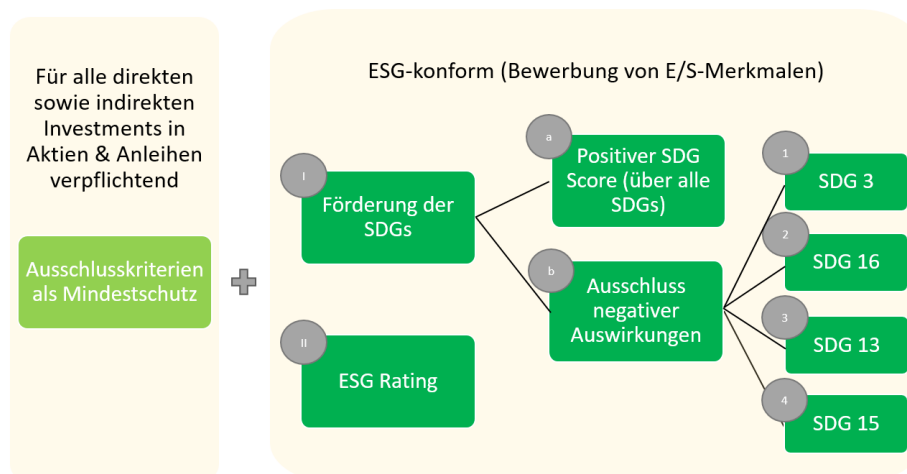 Für alle direkten
sowie indirekten
Investments in
Aktien & Anleihen
verpflichtend
Ausschlusskriterien
als Mindestschutz
ESG-konform (Bewerbung von E/S-Merkmalen)
I
Förderung der
SDGs
II
ESG Rating
a
Positiver SDG
Score (über alle
SDGs)
b
Ausschluss
negativer
Auswirkungen
1
SDG 3
2
SDG 16
3
SDG 13
4
SDG 15